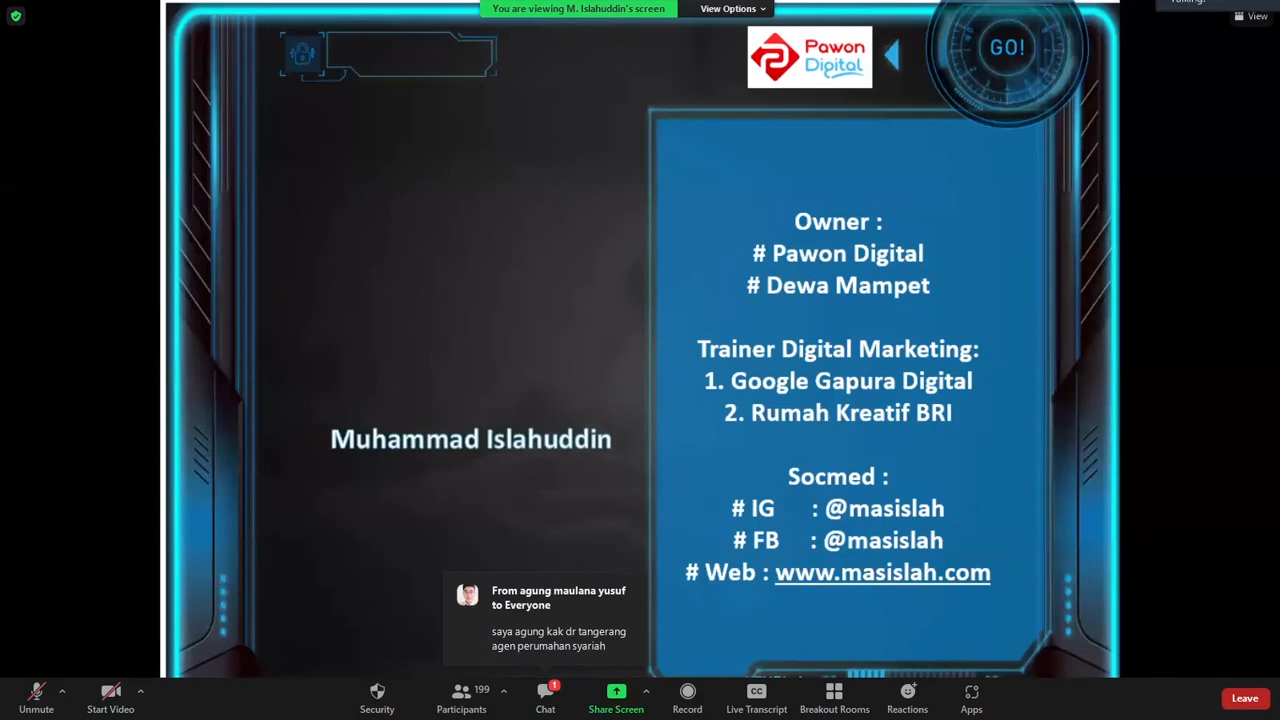 You are viewing M. Islahuddin's screen
View Options
Talking:
View
Pawon
Digital
GO!
Owner :
# Pawon Digital
# Dewa Mampet
Trainer Digital Marketing:
1. Google Gapura Digital
2. Rumah Kreatif BRI
Muhammad Islahuddin
Socmed :
# IG : @masislah
# FB : @masislah
# Web : www.masislah.com
From agung maulana yusuf
to Everyone
saya agung kak dr tangerang
agen perumahan syariah
Unmute
Start Video
Security
199
Participants
1
Chat
Share Screen
Record
CC
Live Transcript
Breakout Rooms
Reactions
Apps
Leave